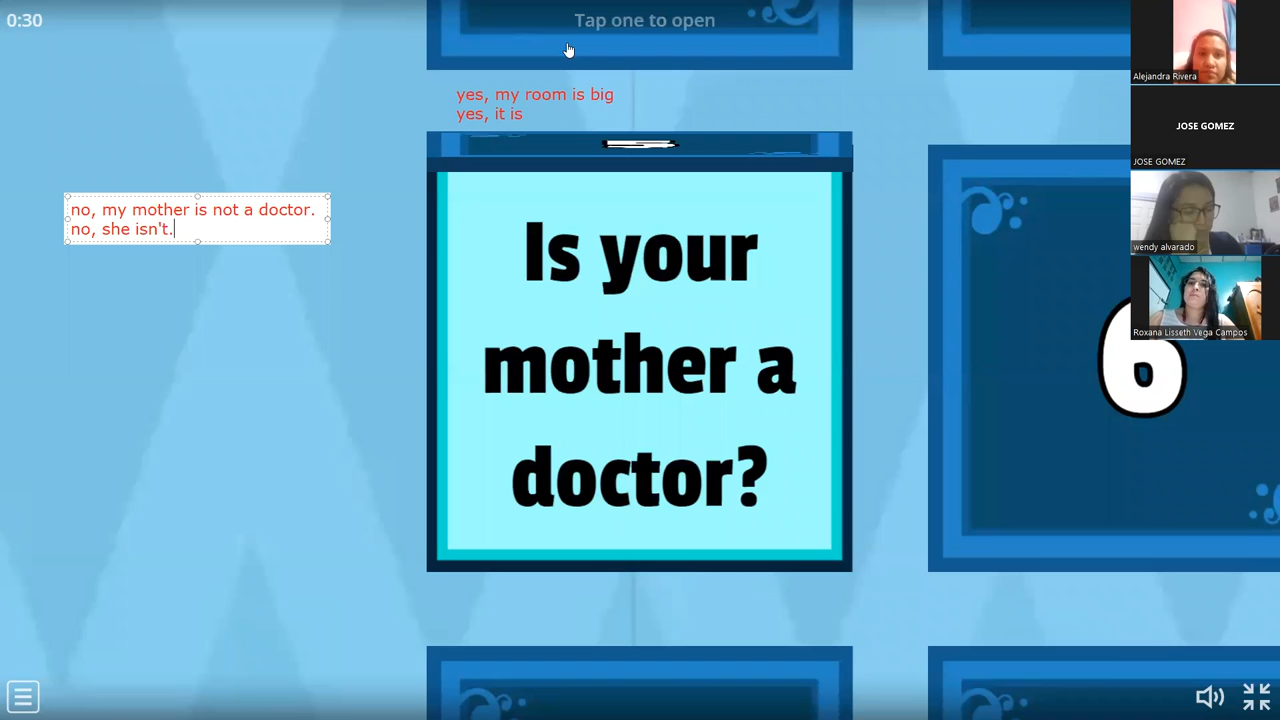 0:30
Tap one to open
yes, my room is big
yes, it is
no, my mother is not a doctor.
no, she isn't.
Is your
mother a
doctor?
6
Alejandra Rivera
JOSE GOMEZ
JOSE GOMEZ
wendy alvarado
Roxana Lisseth Vega Campos